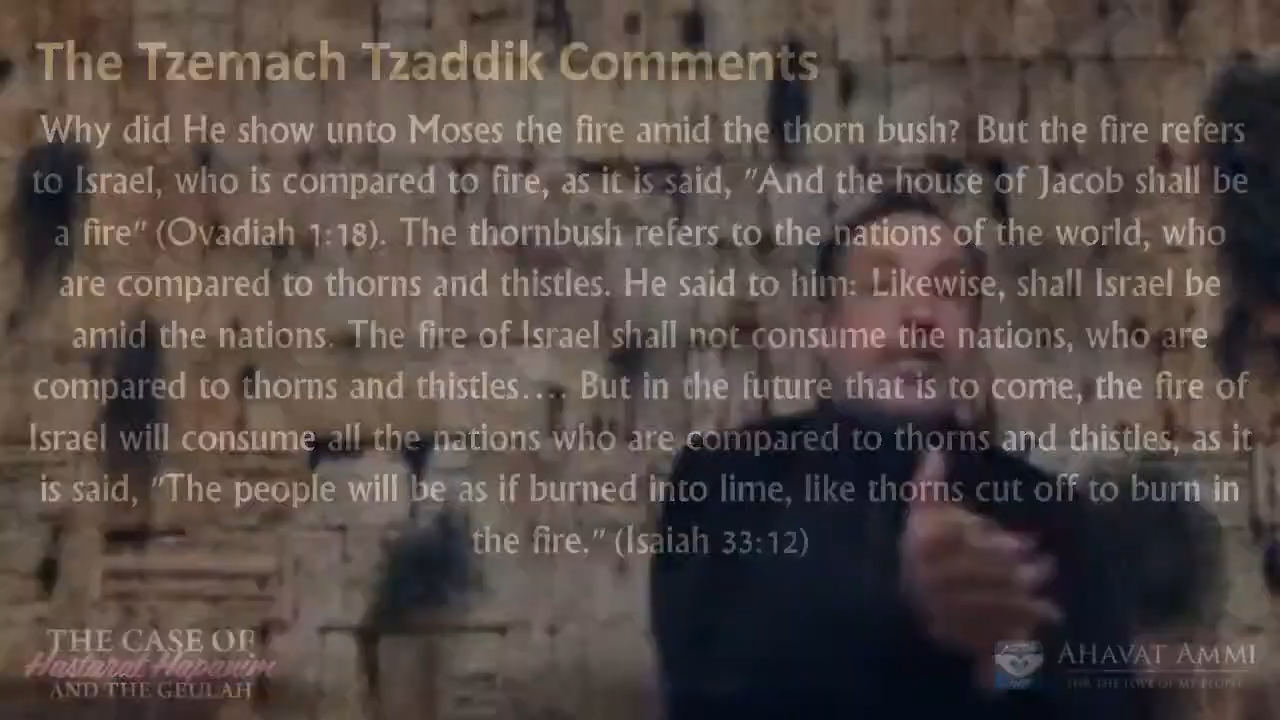 The Tzemach Tzaddik Comments
Why did He show unto Moses the fire amid the thorn bush? But the fire refers
to Israel, who is compared to fire, as it is said, "And the house of Jacob shall be
a fire" (Ovadiah 1:18). The thornbush refers to the nations of the world, who
are compared to thorns and thistles. He said to him: Likewise, shall Israel be
amid the nations. The fire of Israel shall not consume the nations, who are
compared to thorns and thistles.... But in the future that is to come, the fire of
Israel will consume all the nations who are compared to thorns and thistles, as it
is said, "The people will be as if burned into lime, like thorns cut off to burn in
the fire." (Isaiah 33:12)
THE CASE OF
Hastarat Hapanim
AND THE GEULAH
AHAVAT AMMI
FOR THE LOVE OF MY PEOPLE